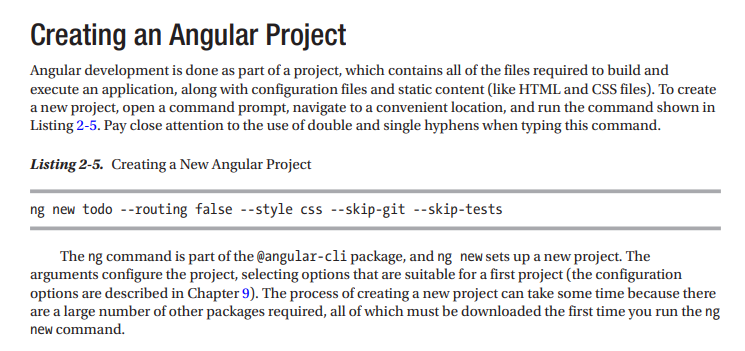 Creating an Angular Project
Angular development is done as part of a project, which contains all of the files required to build and
execute an application, along with configuration files and static content (like HTML and CSS files). To create
a new project, open a command prompt, navigate to a convenient location, and run the command shown in
Listing 2-5. Pay close attention to the use of double and single hyphens when typing this command.
Listing 2-5. Creating a New Angular Project
ng new todo --routing false --style css --skip-git --skip-tests
The ng command is part of the @angular-cli package, and ng new sets up a new project. The
arguments configure the project, selecting options that are suitable for a first project (the configuration
options are described in Chapter 9). The process of creating a new project can take some time because there
are a large number of other packages required, all of which must be downloaded the first time you run the ng
new command.